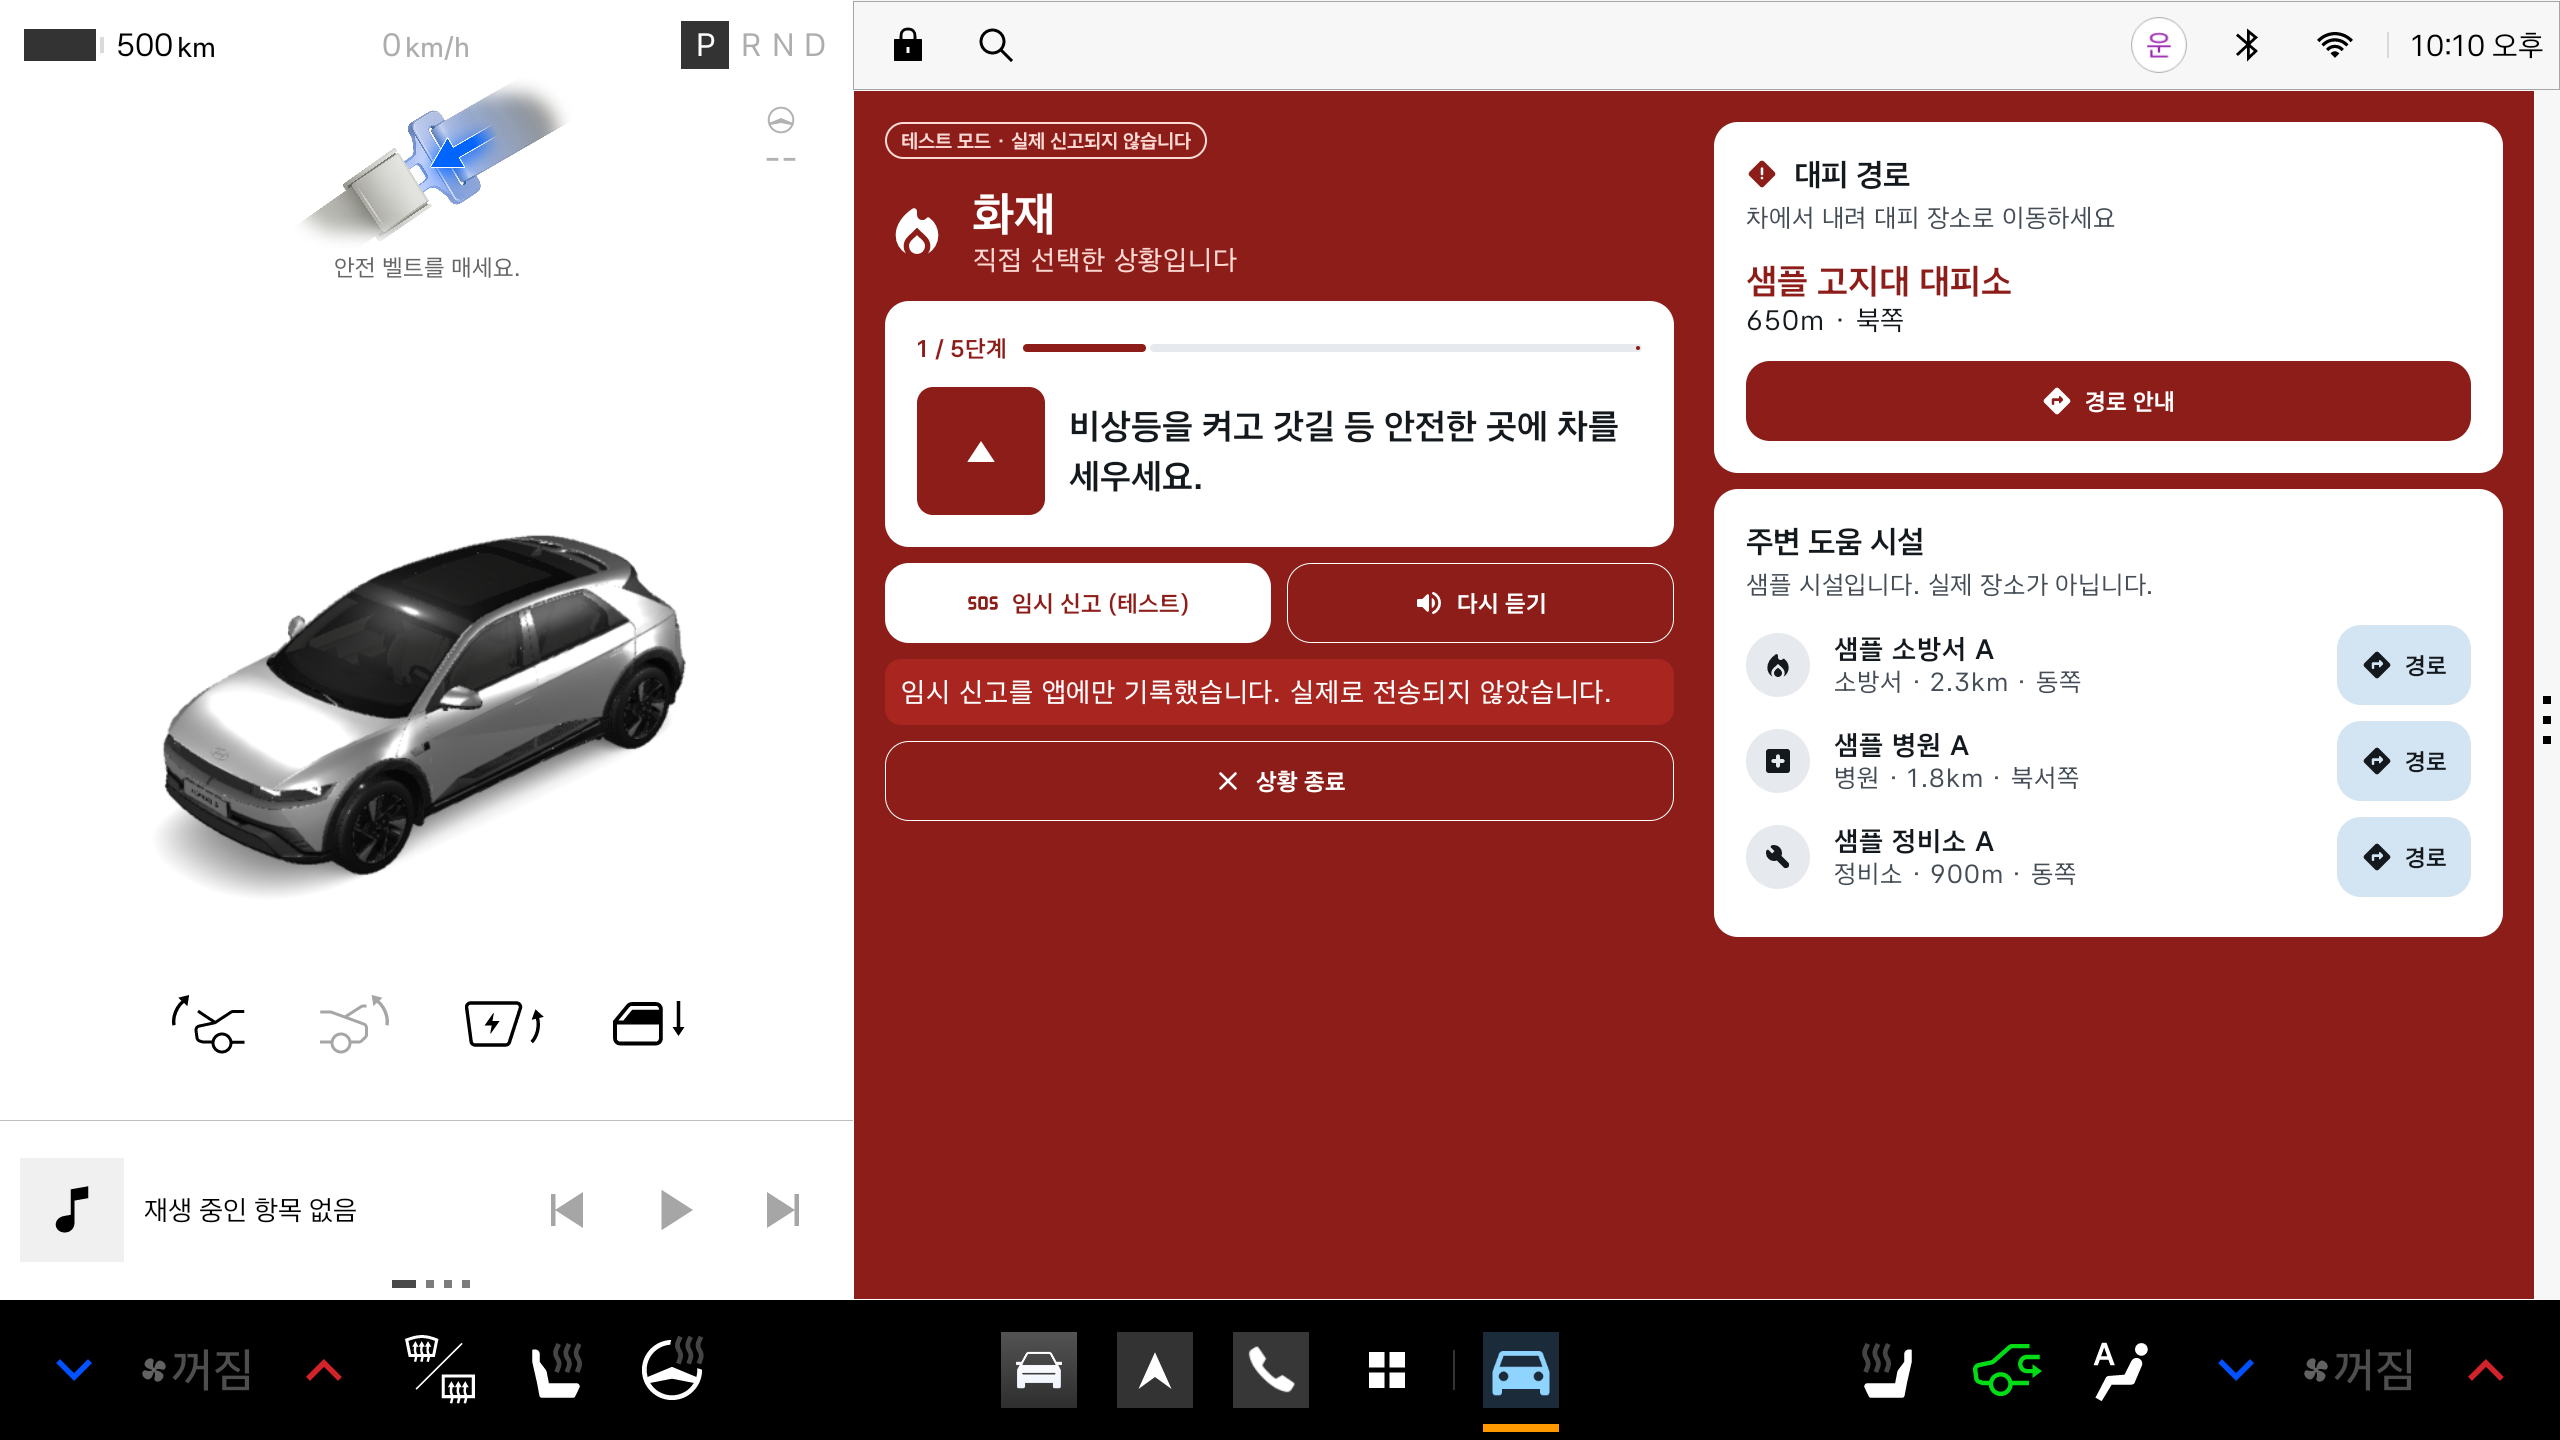 500 km
0 km/h
P R N D
운
10:10 오후
안전 벨트를 매세요.
테스트 모드 · 실제 신고되지 않습니다
화재
직접 선택한 상황입니다
1 / 5단계
비상등을 켜고 갓길 등 안전한 곳에 차를
세우세요.
SOS 임시 신고 (테스트)
다시 듣기
임시 신고를 앱에만 기록했습니다. 실제로 전송되지 않았습니다.
상황 종료
대피 경로
차에서 내려 대피 장소로 이동하세요
샘플 고지대 대피소
650m · 북쪽
경로 안내
주변 도움 시설
샘플 시설입니다. 실제 장소가 아닙니다.
샘플 소방서 A
소방서 · 2.3km · 동쪽
경로
샘플 병원 A
병원 · 1.8km · 북서쪽
경로
샘플 정비소 A
정비소 · 900m · 동쪽
경로
재생 중인 항목 없음
꺼짐
A
꺼짐